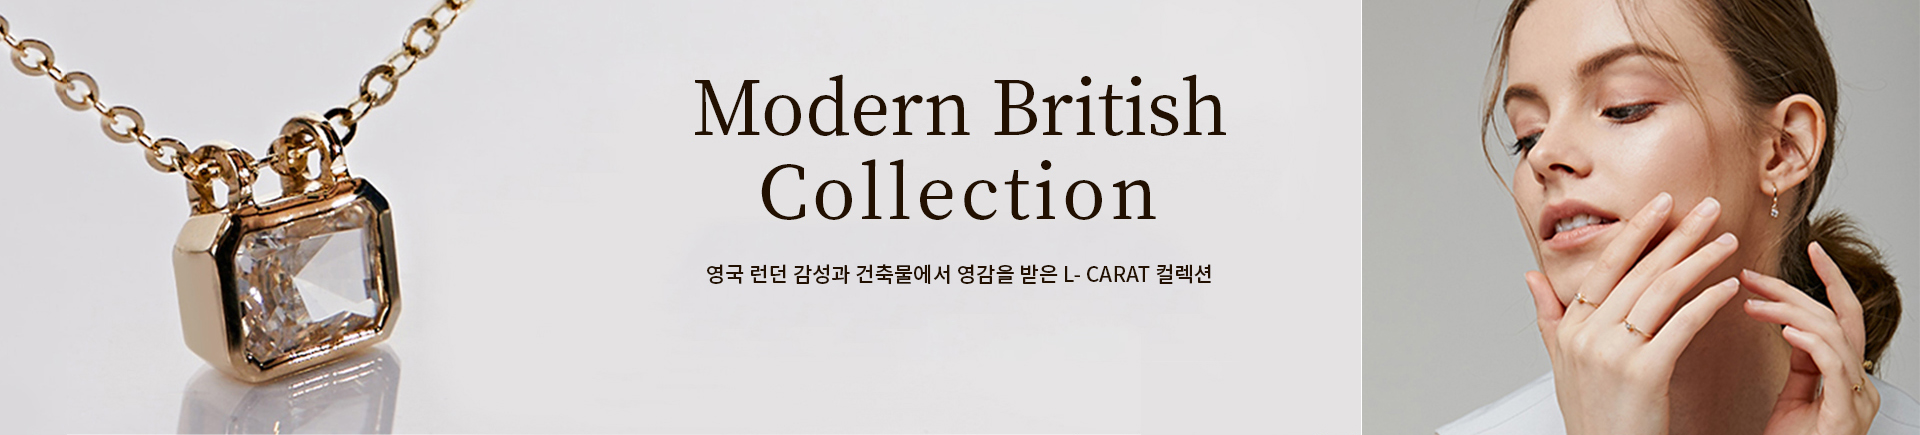 Modern British
Collection
영국 런던 감성과 건축물에서 영감을 받은 L- CARAT 컬렉션